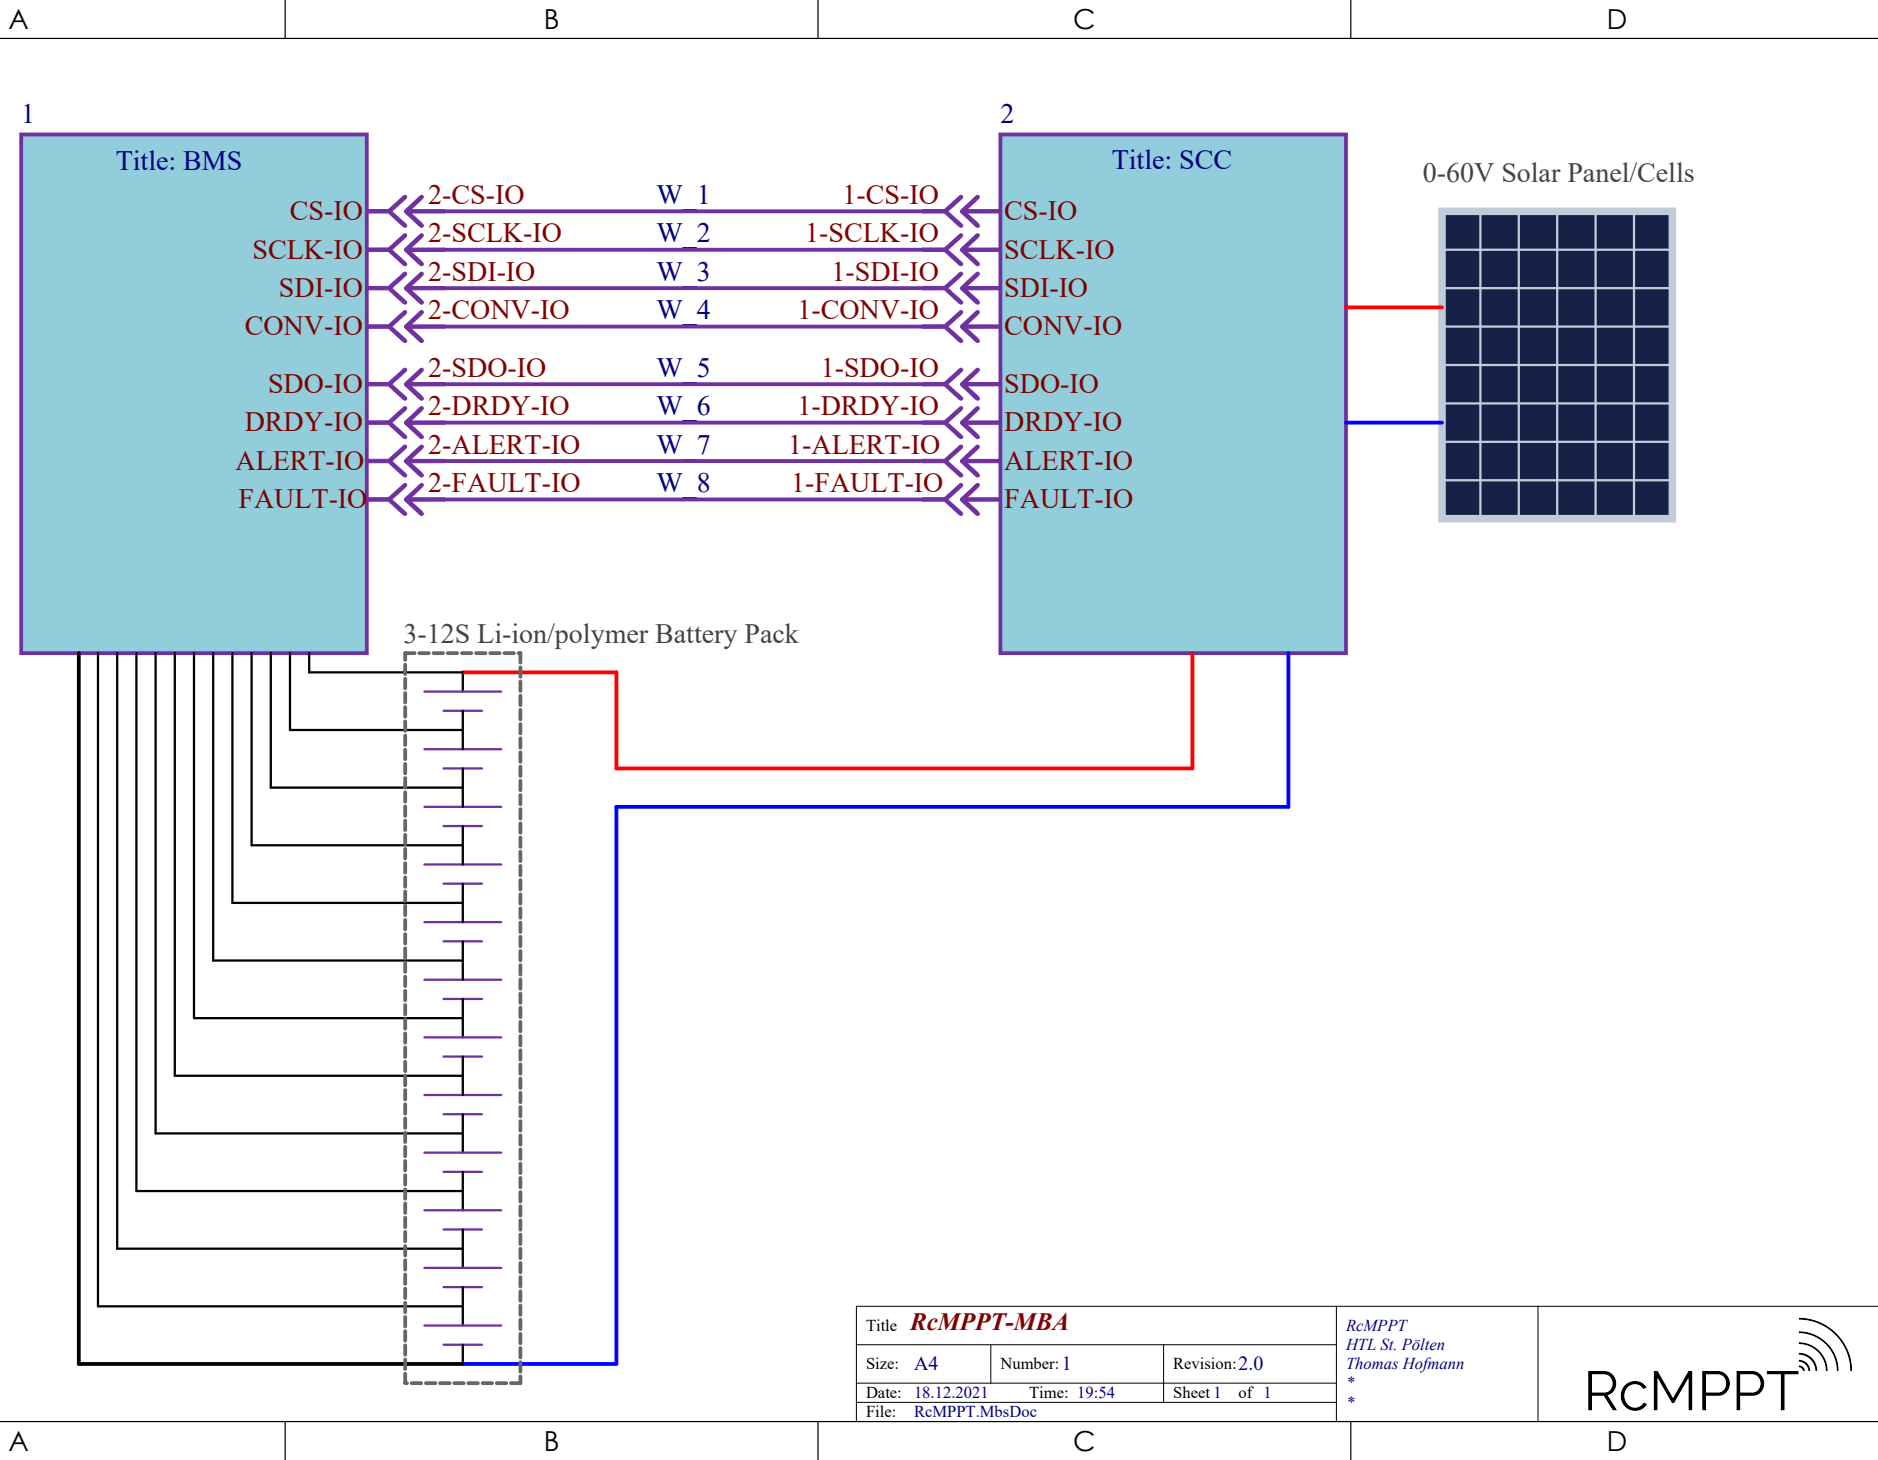 A B C D
1 2
Title: BMS Title: SCC
0-60V Solar Panel/Cells
CS-IO 2-CS-IO W_1 1-CS-IO CS-IO
SCLK-IO 2-SCLK-IO W_2 1-SCLK-IO SCLK-IO
SDI-IO 2-SDI-IO W_3 1-SDI-IO SDI-IO
CONV-IO 2-CONV-IO W_4 1-CONV-IO CONV-IO
SDO-IO 2-SDO-IO W_5 1-SDO-IO SDO-IO
DRDY-IO 2-DRDY-IO W_6 1-DRDY-IO DRDY-IO
ALERT-IO 2-ALERT-IO W_7 1-ALERT-IO ALERT-IO
FAULT-IO 2-FAULT-IO W_8 1-FAULT-IO FAULT-IO
3-12S Li-ion/polymer Battery Pack
Title RcMPPT-MBA
Size: A4 Number: 1 Revision: 2.0
Date: 18.12.2021 Time: 19:54 Sheet 1 of 1
File: RcMPPT.MbsDoc
RcMPPT
HTL St. Pölten
Thomas Hofmann
*
*
RcMPPT
A B C D